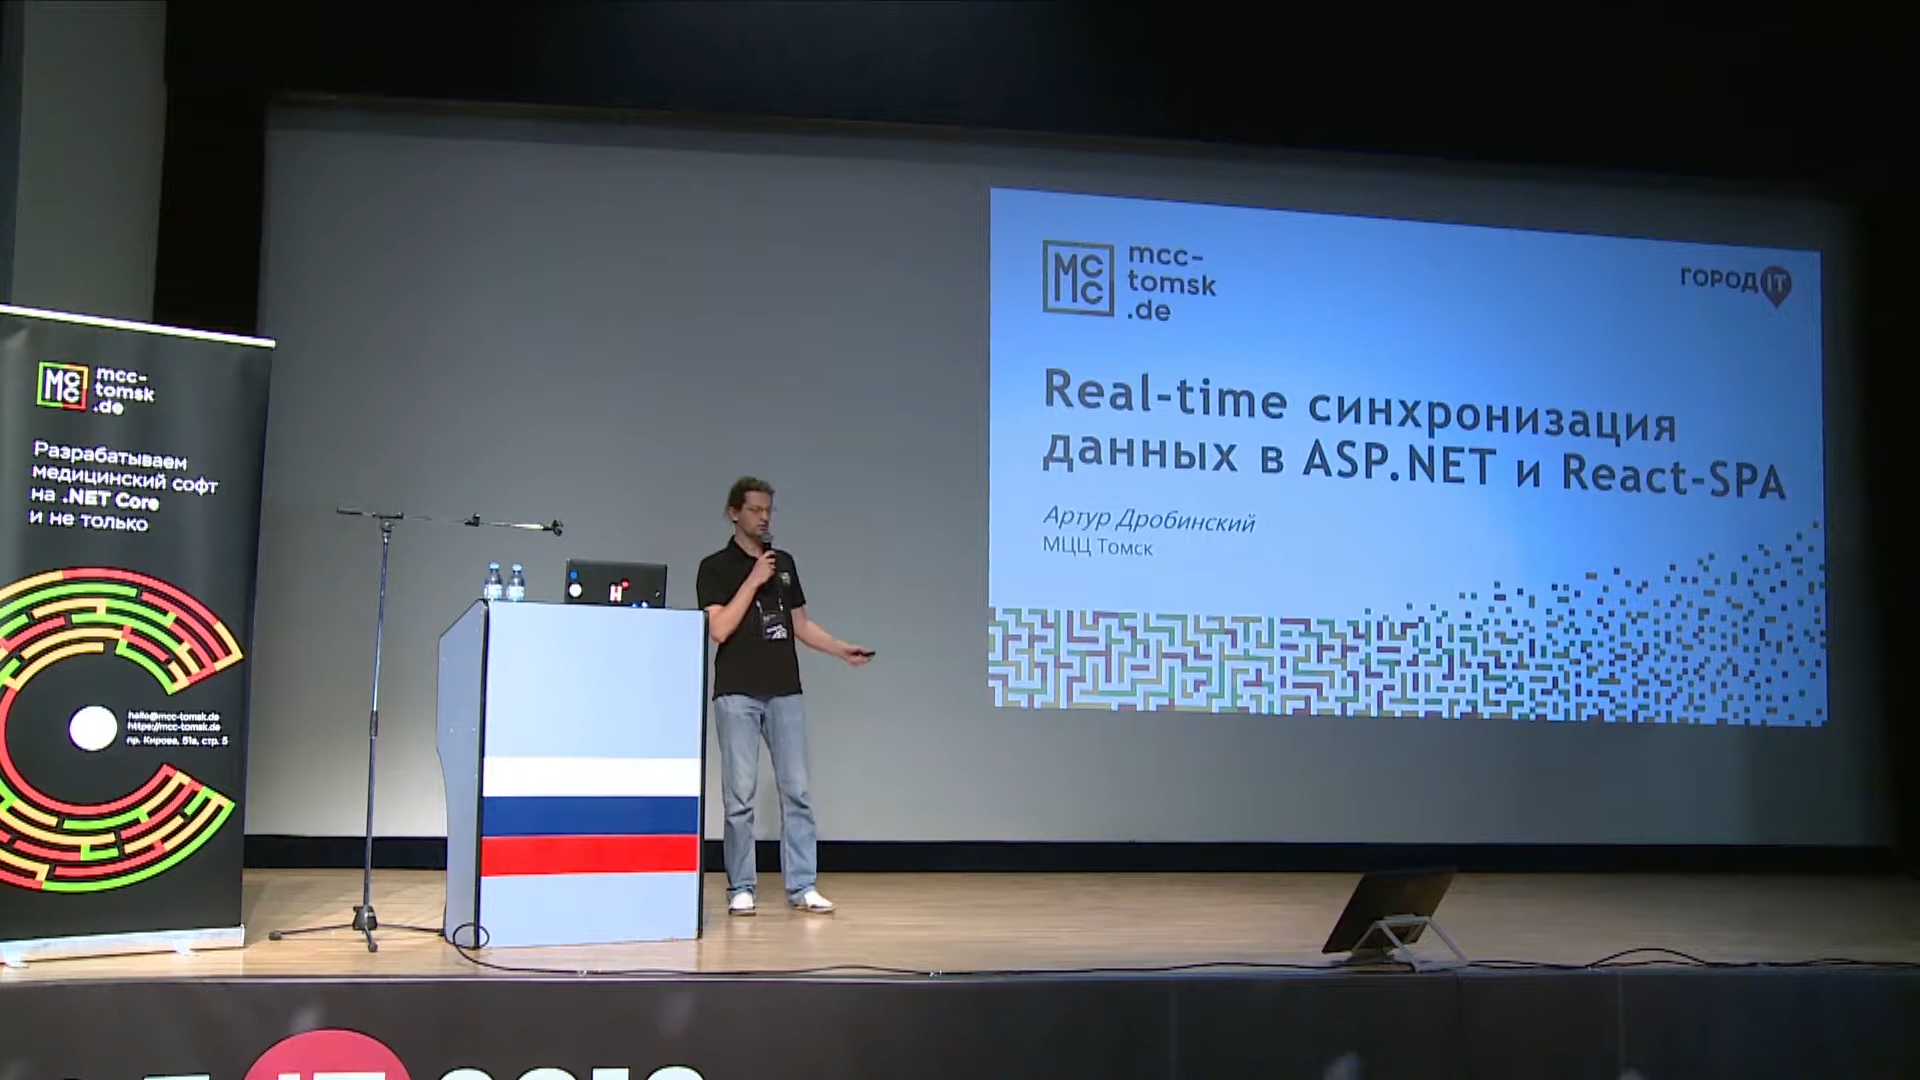 MCC
mcc-
tomsk
.de
Разрабатываем
медицинский софт
на .NET Core
и не только
hello@mcc-tomsk.de
https://mcc-tomsk.de
пр. Кирова, 51а, стр. 5
MCC
mcc-
tomsk
.de
ГОРОД IT
Real-time синхронизация
данных в ASP.NET и React-SPA
Артур Дробинский
МЦЦ Томск